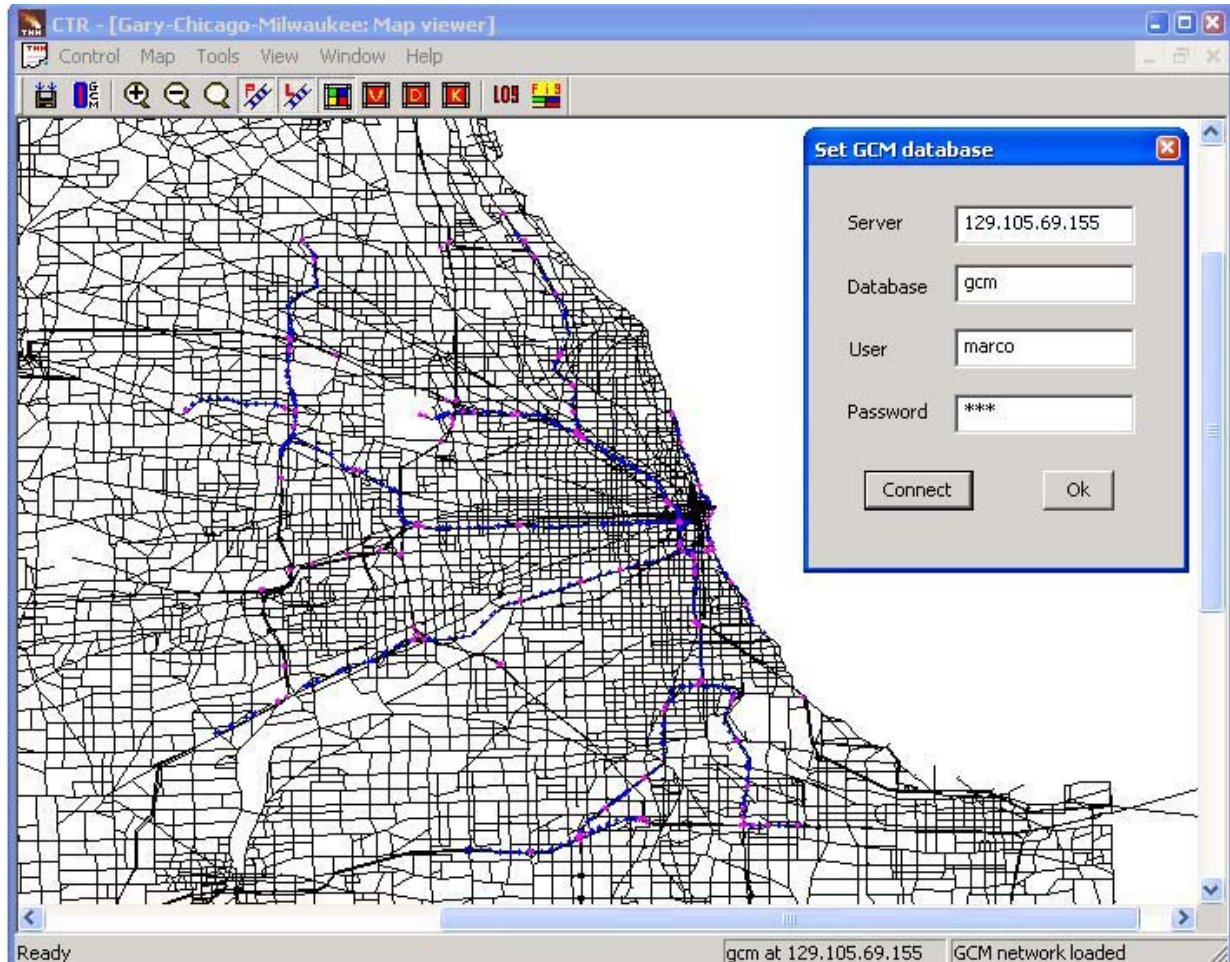 CTR - [Gary-Chicago-Milwaukee: Map viewer]
Control Map Tools View Window Help
GCM V D K LOG Fig
Set GCM database
Server 129.105.69.155
Database gcm
User marco
Password ***
Connect Ok
Ready gcm at 129.105.69.155 GCM network loaded